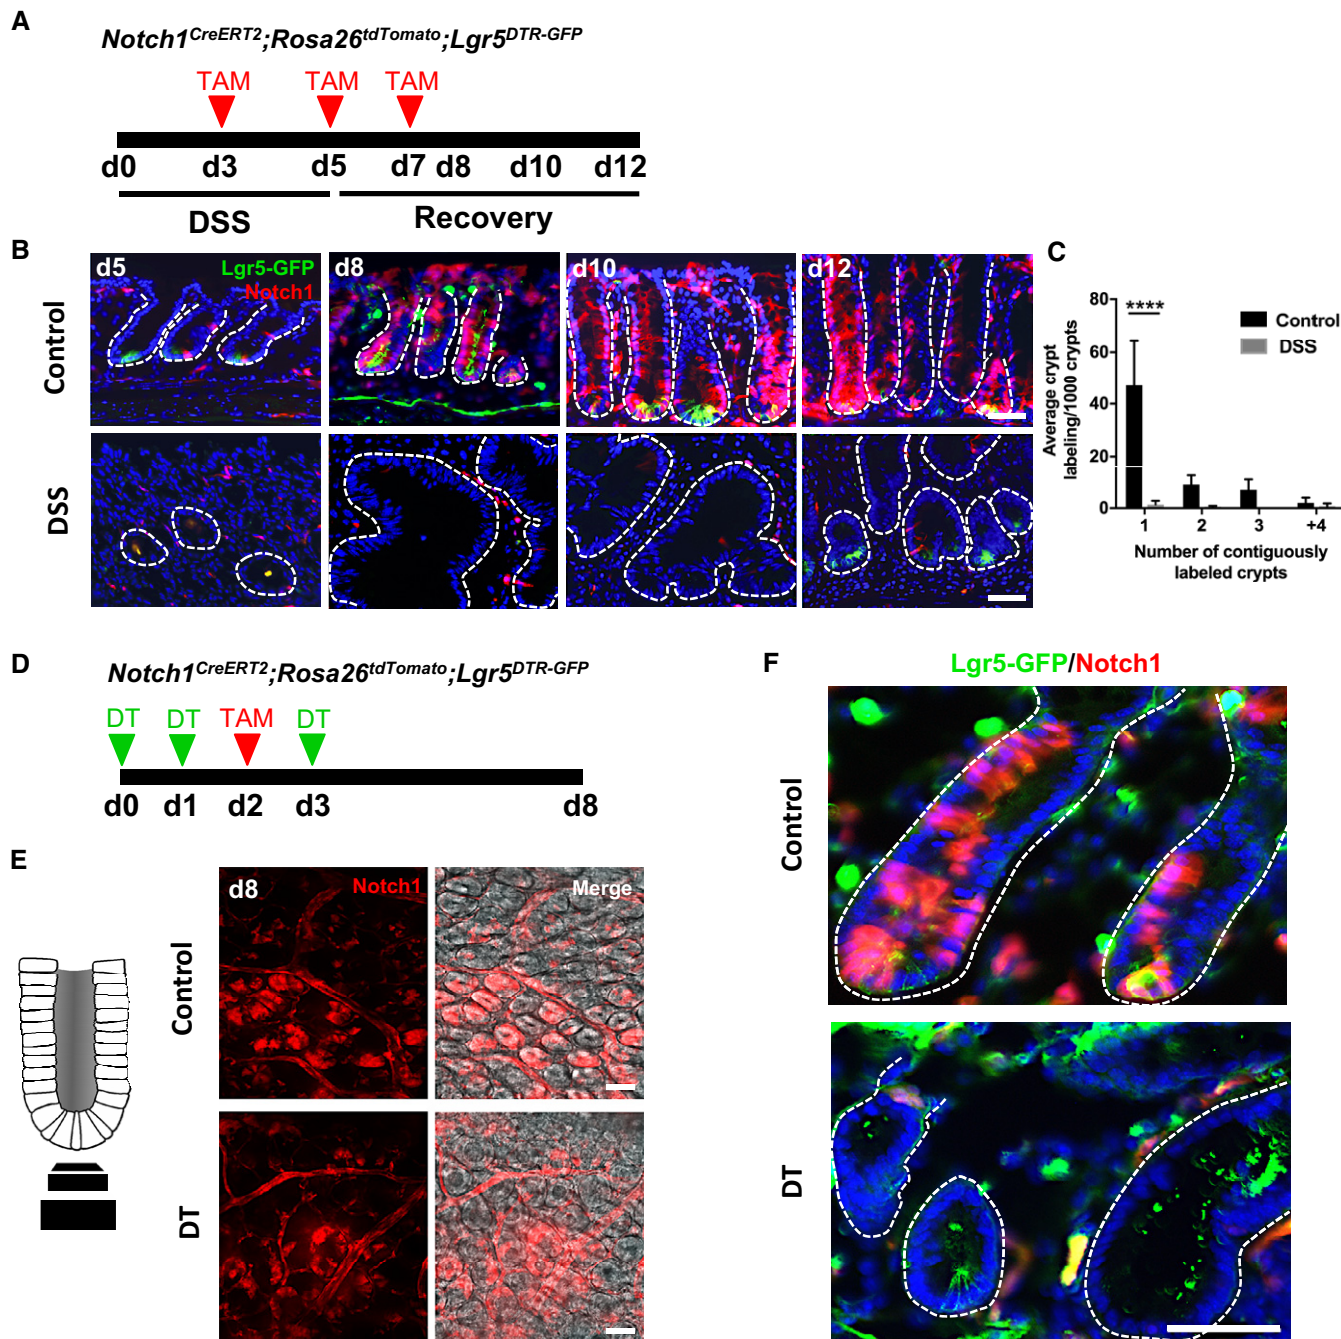 A
Notch1CreERT2;Rosa26tdTomato;Lgr5DTR-GFP
TAM TAM TAM
d0 d3 d5 d7 d8 d10 d12
DSS Recovery
B
d5 Lgr5-GFP
Notch1
d8
d10
d12
Control
DSS
C
80
60
40
20
0
****
Control
DSS
Average crypt
labeling/1000 crypts
1 2 3 +4
Number of contiguously
labeled crypts
D
Notch1CreERT2;Rosa26tdTomato;Lgr5DTR-GFP
DT DT TAM DT
d0 d1 d2 d3 d8
E
d8 Notch1
Merge
Control
DT
F
Lgr5-GFP/Notch1
Control
DT